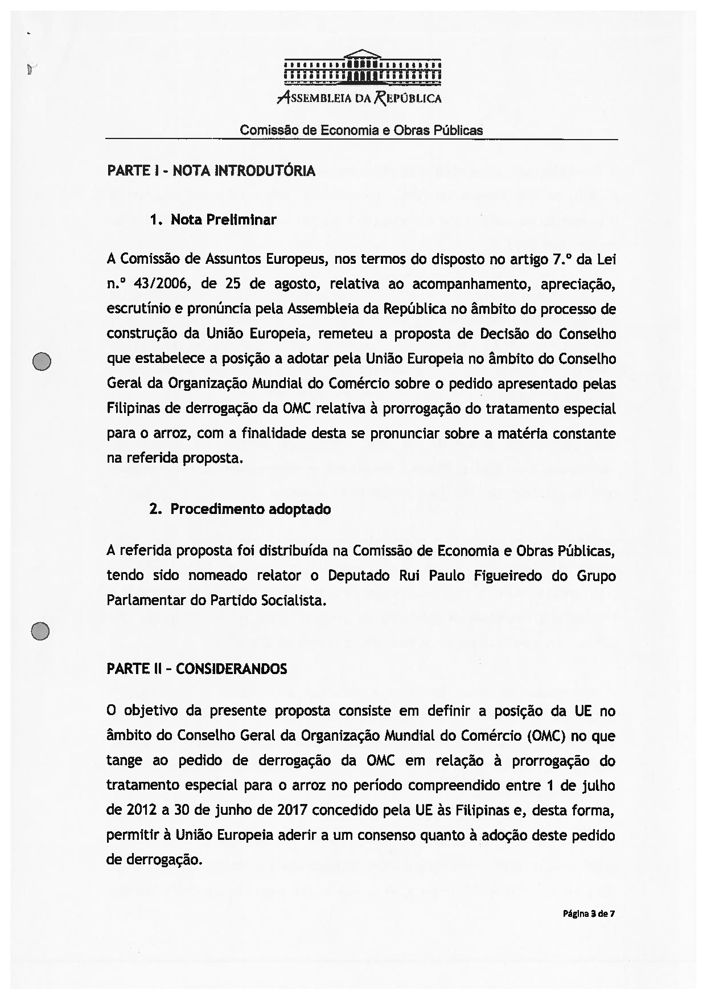 ASSEMBLEIA DA REPÚBLICA
Comissão de Economia e Obras Públicas
PARTE I - NOTA INTRODUTÓRIA
1. Nota Preliminar
A Comissão de Assuntos Europeus, nos termos do disposto no artigo 7.º da Lei
n.º 43/2006, de 25 de agosto, relativa ao acompanhamento, apreciação,
escrutínio e pronúncia pela Assembleia da República no âmbito do processo de
construção da União Europeia, remeteu a proposta de Decisão do Conselho
que estabelece a posição a adotar pela União Europeia no âmbito do Conselho
Geral da Organização Mundial do Comércio sobre o pedido apresentado pelas
Filipinas de derrogação da OMC relativa à prorrogação do tratamento especial
para o arroz, com a finalidade desta se pronunciar sobre a matéria constante
na referida proposta.
2. Procedimento adoptado
A referida proposta foi distribuída na Comissão de Economia e Obras Públicas,
tendo sido nomeado relator o Deputado Rui Paulo Figueiredo do Grupo
Parlamentar do Partido Socialista.
PARTE II - CONSIDERANDOS
O objetivo da presente proposta consiste em definir a posição da UE no
âmbito do Conselho Geral da Organização Mundial do Comércio (OMC) no que
tange ao pedido de derrogação da OMC em relação à prorrogação do
tratamento especial para o arroz no período compreendido entre 1 de julho
de 2012 a 30 de junho de 2017 concedido pela UE às Filipinas e, desta forma,
permitir à União Europeia aderir a um consenso quanto à adoção deste pedido
de derrogação.
Página 3 de 7